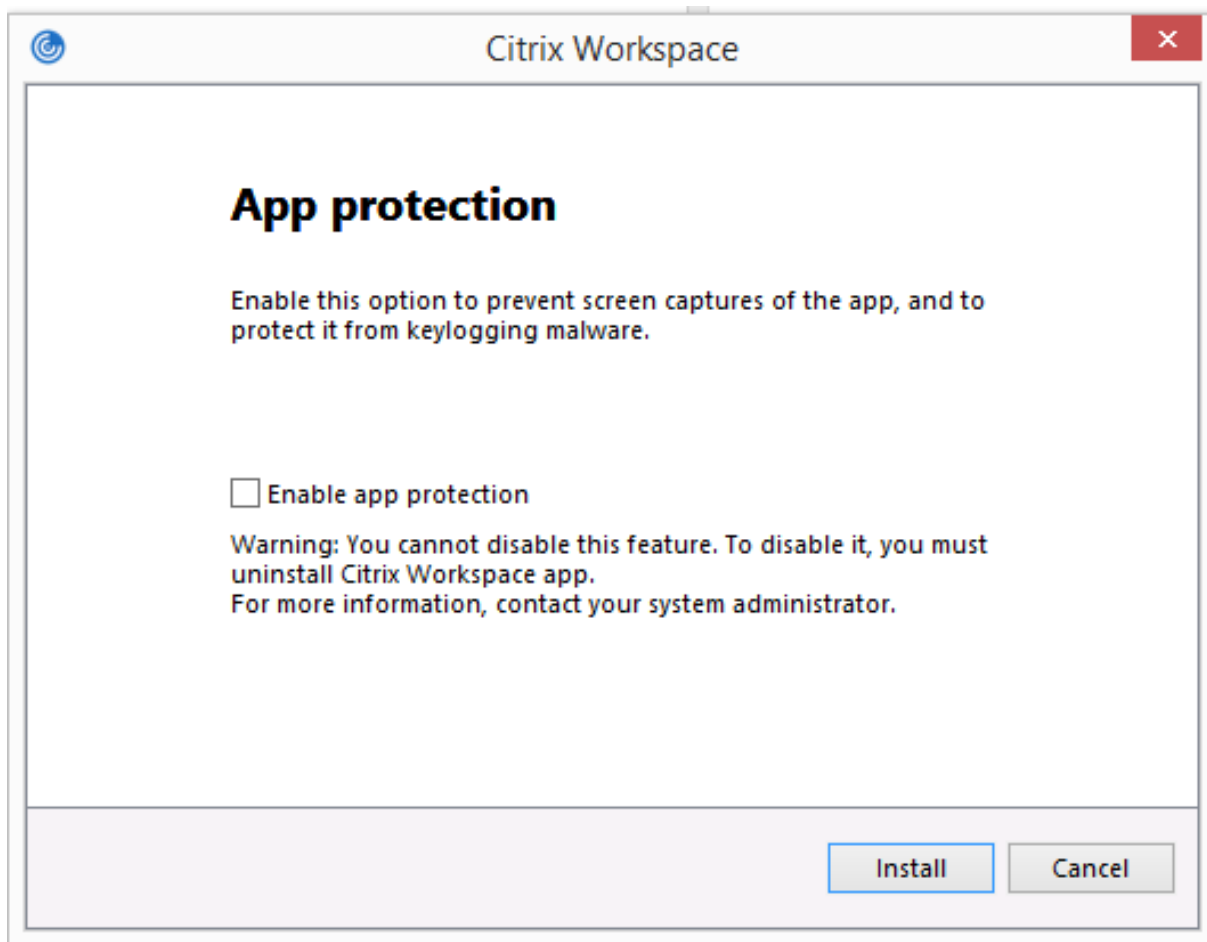 Citrix Workspace
App protection
Enable this option to prevent screen captures of the app, and to
protect it from keylogging malware.
Enable app protection
Warning: You cannot disable this feature. To disable it, you must
uninstall Citrix Workspace app.
For more information, contact your system administrator.
Install
Cancel